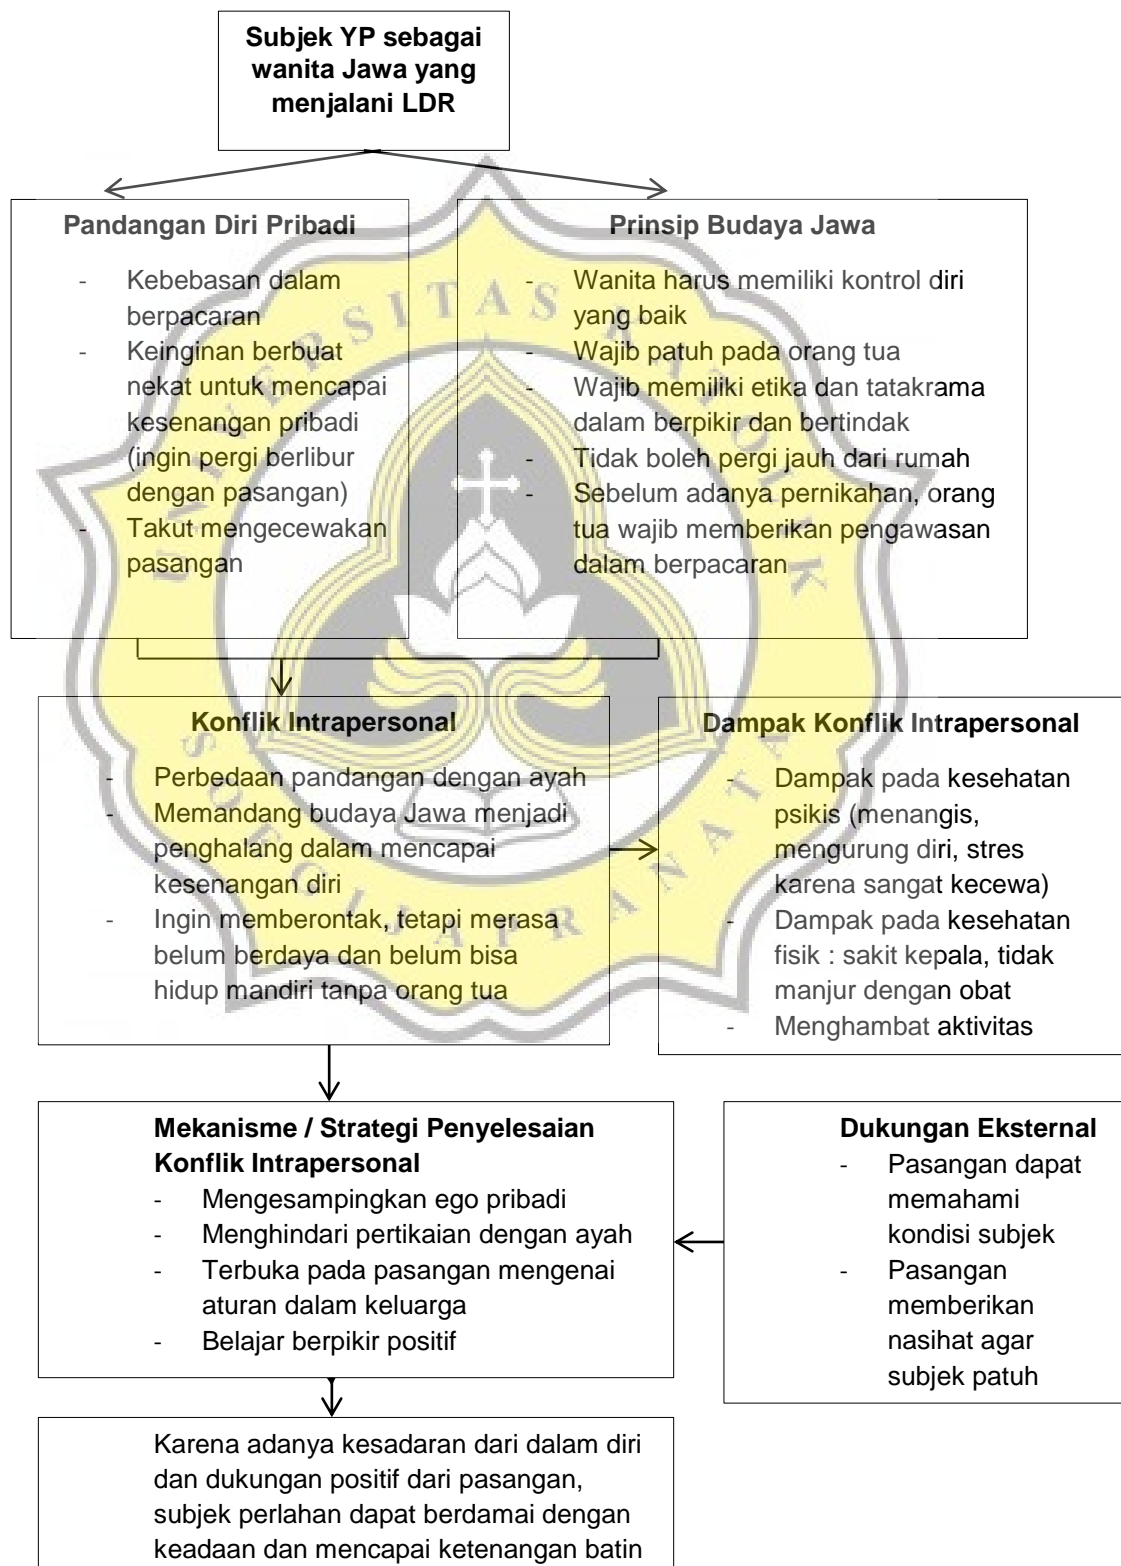 Subjek YP sebagai
wanita Jawa yang
menjalani LDR
Pandangan Diri Pribadi
- Kebebasan dalam
berpacaran
- Keinginan berbuat
nekat untuk mencapai
kesenangan pribadi
(ingin pergi berlibur
dengan pasangan)
- Takut mengecewakan
pasangan
Prinsip Budaya Jawa
- Wanita harus memiliki kontrol diri
yang baik
- Wajib patuh pada orang tua
- Wajib memiliki etika dan tatakrama
dalam berpikir dan bertindak
- Tidak boleh pergi jauh dari rumah
- Sebelum adanya pernikahan, orang
tua wajib memberikan pengawasan
dalam berpacaran
Konflik Intrapersonal
- Perbedaan pandangan dengan ayah
- Memandang budaya Jawa menjadi
penghalang dalam mencapai
kesenangan diri
- Ingin memberontak, tetapi merasa
belum berdaya dan belum bisa
hidup mandiri tanpa orang tua
Dampak Konflik Intrapersonal
- Dampak pada kesehatan
psikis (menangis,
mengurung diri, stres
karena sangat kecewa)
- Dampak pada kesehatan
fisik : sakit kepala, tidak
manjur dengan obat
- Menghambat aktivitas
Mekanisme / Strategi Penyelesaian
Konflik Intrapersonal
- Mengesampingkan ego pribadi
- Menghindari pertikaian dengan ayah
- Terbuka pada pasangan mengenai
aturan dalam keluarga
- Belajar berpikir positif
Dukungan Eksternal
- Pasangan dapat
memahami
kondisi subjek
- Pasangan
memberikan
nasihat agar
subjek patuh
Karena adanya kesadaran dari dalam diri
dan dukungan positif dari pasangan,
subjek perlahan dapat berdamai dengan
keadaan dan mencapai ketenangan batin
UNIVERSITAS KATOLIK
SOEGIJAPRANATA